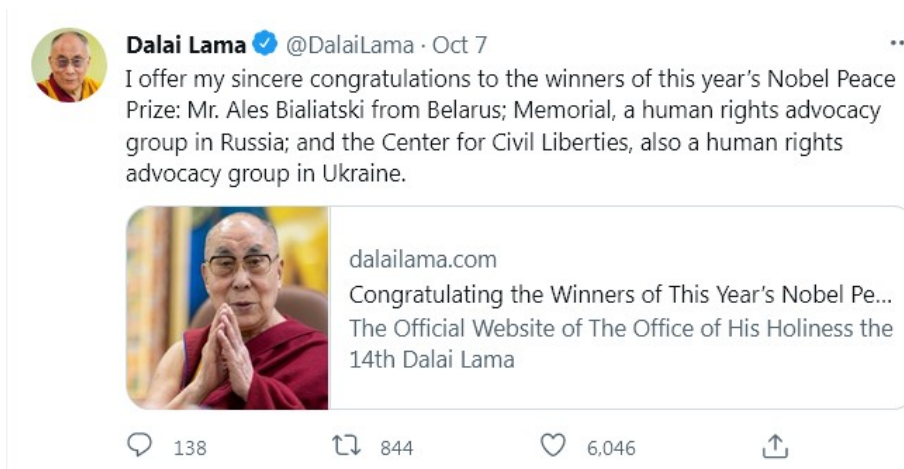 Dalai Lama @DalaiLama · Oct 7
I offer my sincere congratulations to the winners of this year’s Nobel Peace
Prize: Mr. Ales Bialiatski from Belarus; Memorial, a human rights advocacy
group in Russia; and the Center for Civil Liberties, also a human rights
advocacy group in Ukraine.
dalailama.com
Congratulating the Winners of This Year’s Nobel Pe...
The Official Website of The Office of His Holiness the
14th Dalai Lama
138 844 6,046